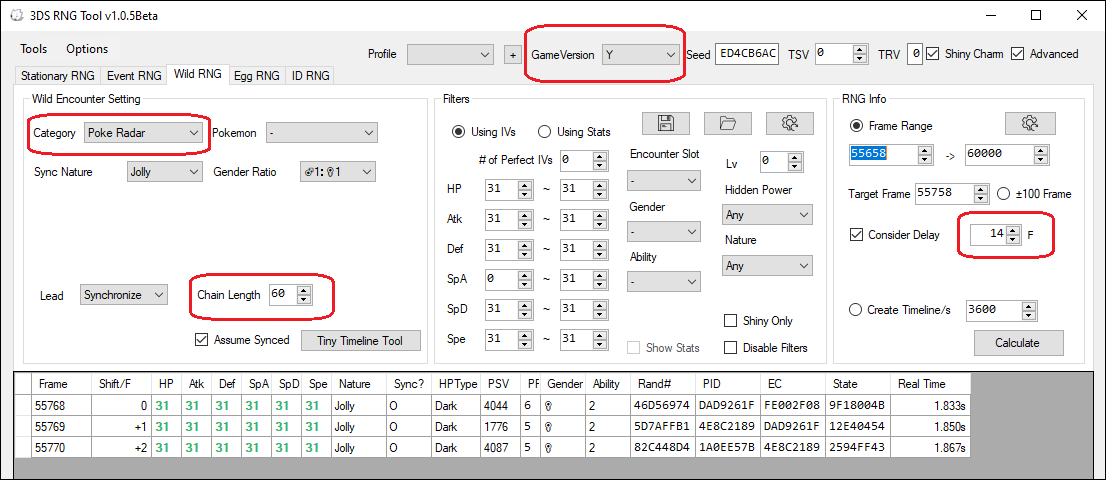 3DS RNG Tool v1.0.5Beta
Tools Options
Profile + GameVersion Y Seed ED4CB6AC TSV 0 TRV 0 Shiny Charm Advanced
Stationary RNG Event RNG Wild RNG Egg RNG ID RNG
Wild Encounter Setting
Category Poke Radar Pokemon -
Sync Nature Jolly Gender Ratio ♂1: ♀1
Lead Synchronize Chain Length 60
Assume Synced Tiny Timeline Tool
Filters
Using IVs Using Stats
# of Perfect IVs 0
HP 31 ~ 31
Atk 31 ~ 31
Def 31 ~ 31
SpA 0 ~ 31
SpD 31 ~ 31
Spe 31 ~ 31
Encounter Slot
-
Gender
-
Ability
-
Show Stats
Lv 0
Hidden Power
Any
Nature
Any
Shiny Only
Disable Filters
RNG Info
Frame Range
55658 -> 60000
Target Frame 55758 ±100 Frame
Consider Delay 14 F
Create Timeline/s 3600
Calculate
Frame Shift/F HP Atk Def SpA SpD Spe Nature Sync? HPType PSV PF Gender Ability Rand# PID EC State Real Time
55768 0 31 31 31 31 31 31 Jolly O Dark 4044 6 ♀ 2 46D56974 DAD9261F FE002F08 9F18004B 1.833s
55769 +1 31 31 31 31 31 31 Jolly O Dark 1776 5 ♀ 2 5D7AFFB1 4E8C2189 DAD9261F 12E40454 1.850s
55770 +2 31 31 31 31 31 31 Jolly O Dark 4087 5 ♀ 2 82C448D4 1A0EE57B 4E8C2189 2594FF43 1.867s